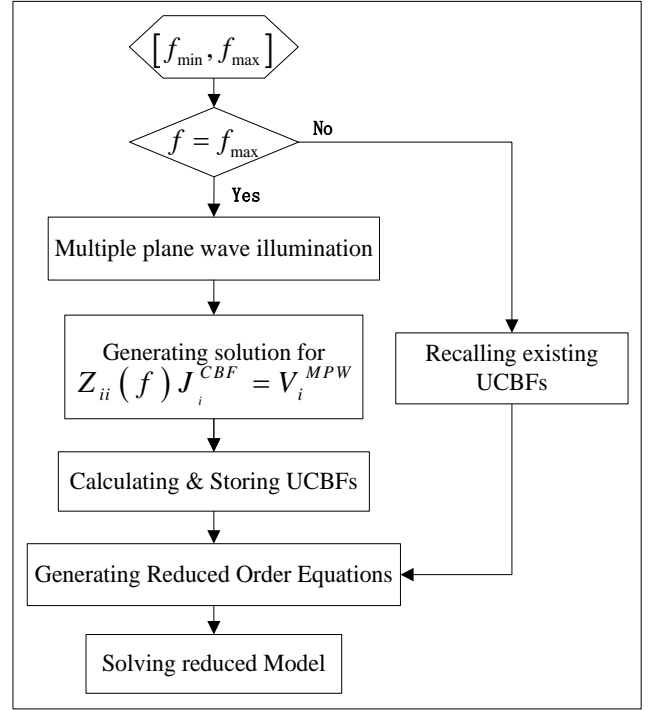 [f_min, f_max]
f = f_max
No
Yes
Multiple plane wave illumination
Generating solution for
Z_ii(f) J_i^CBF = V_i^MPW
Recalling existing
UCBFs
Calculating & Storing UCBFs
Generating Reduced Order Equations
Solving reduced Model